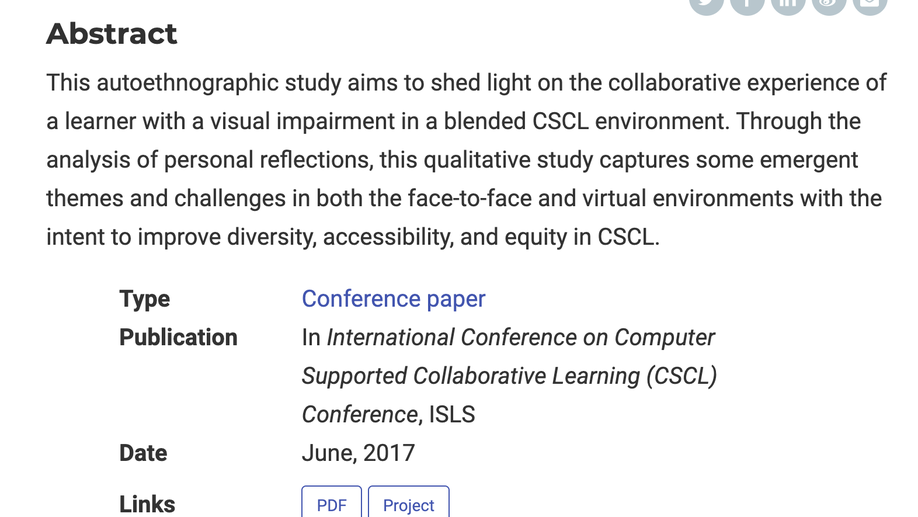 Abstract
This autoethnographic study aims to shed light on the collaborative experience of
a learner with a visual impairment in a blended CSCL environment. Through the
analysis of personal reflections, this qualitative study captures some emergent
themes and challenges in both the face-to-face and virtual environments with the
intent to improve diversity, accessibility, and equity in CSCL.
Type Conference paper
Publication In International Conference on Computer
Supported Collaborative Learning (CSCL)
Conference, ISLS
Date June, 2017
Links PDF Project